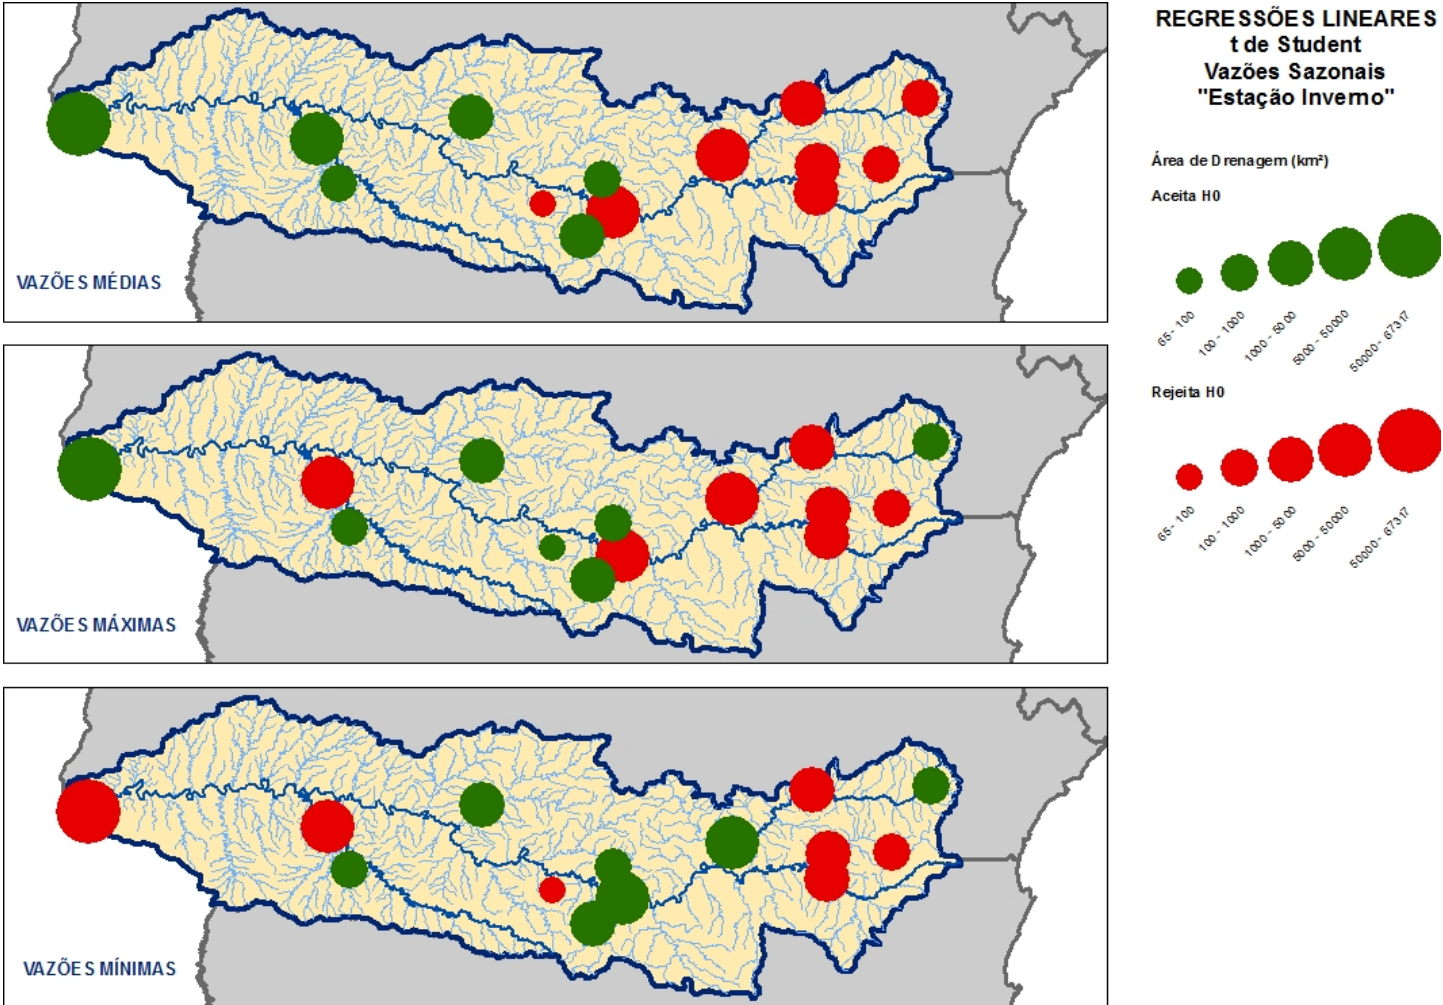 REGRESSÕES LINEARES
t de Student
Vazões Sazonais
"Estação Inverno"
Área de Drenagem (km²)
Aceita H0
65 - 100
100 - 1000
1000 - 5000
5000 - 50000
50000 - 67317
Rejeita H0
65 - 100
100 - 1000
1000 - 5000
5000 - 50000
50000 - 67317
VAZÕES MÉDIAS
VAZÕES MÁXIMAS
VAZÕES MÍNIMAS